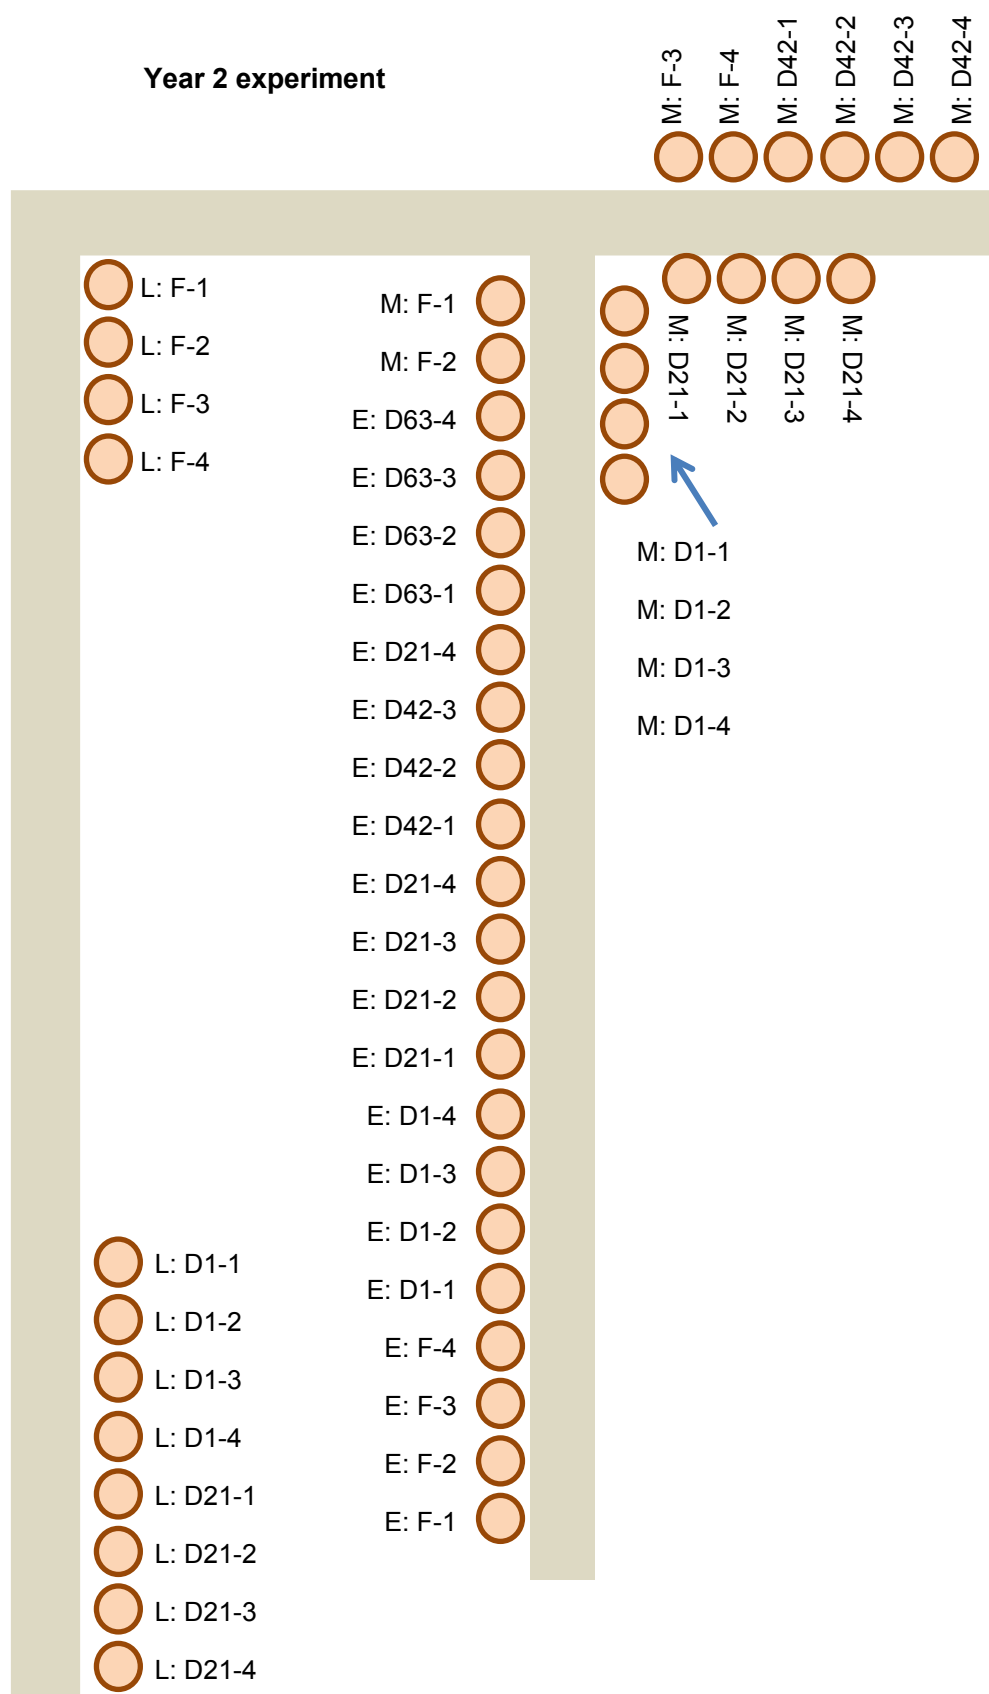 Year 2 experiment
M: F-3
M: F-4
M: D42-1
M: D42-2
M: D42-3
M: D42-4
L: F-1
L: F-2
L: F-3
L: F-4
M: F-1
M: F-2
E: D63-4
E: D63-3
E: D63-2
E: D63-1
E: D21-4
E: D42-3
E: D42-2
E: D42-1
E: D21-4
E: D21-3
E: D21-2
E: D21-1
E: D1-4
E: D1-3
E: D1-2
E: D1-1
E: F-4
E: F-3
E: F-2
E: F-1
M: D21-1
M: D21-2
M: D21-3
M: D21-4
M: D1-1
M: D1-2
M: D1-3
M: D1-4
L: D1-1
L: D1-2
L: D1-3
L: D1-4
L: D21-1
L: D21-2
L: D21-3
L: D21-4